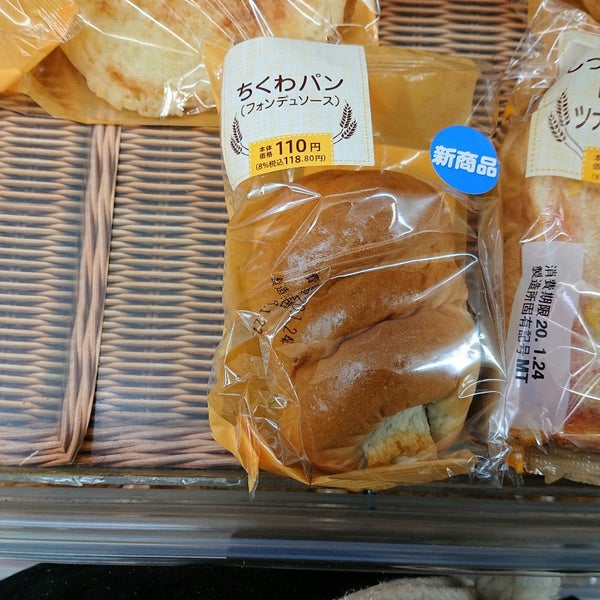 ちくわパン
(フォンデュソース)
本体価格 110円
(8%税込118.80円)
新商品
ツナ
消費期限 20.1.24
製造所固有記号 MT